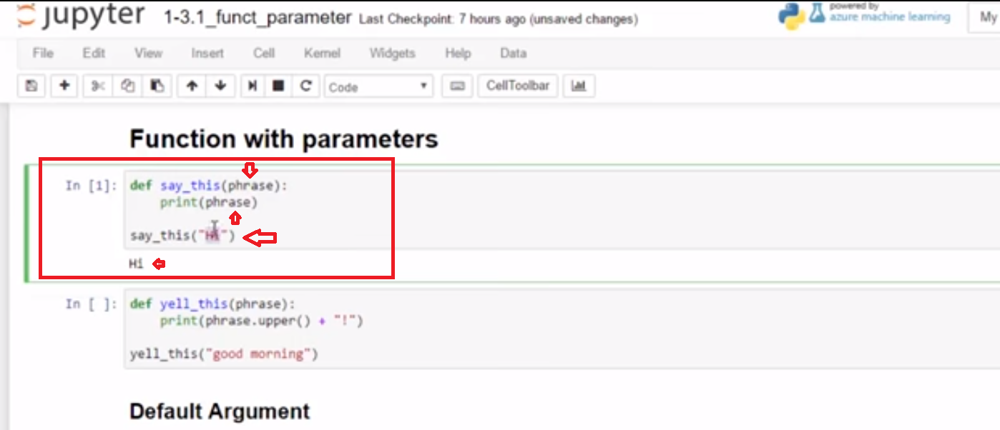 jupyter 1-3.1_funct_parameter Last Checkpoint: 7 hours ago (unsaved changes)
powered by
azure machine learning
My
File Edit View Insert Cell Kernel Widgets Help Data
Code CellToolbar
Function with parameters
In [1]: def say_this(phrase):
print(phrase)
say_this("Hi")
Hi
In [ ]: def yell_this(phrase):
print(phrase.upper() + "!")
yell_this("good morning")
Default Argument